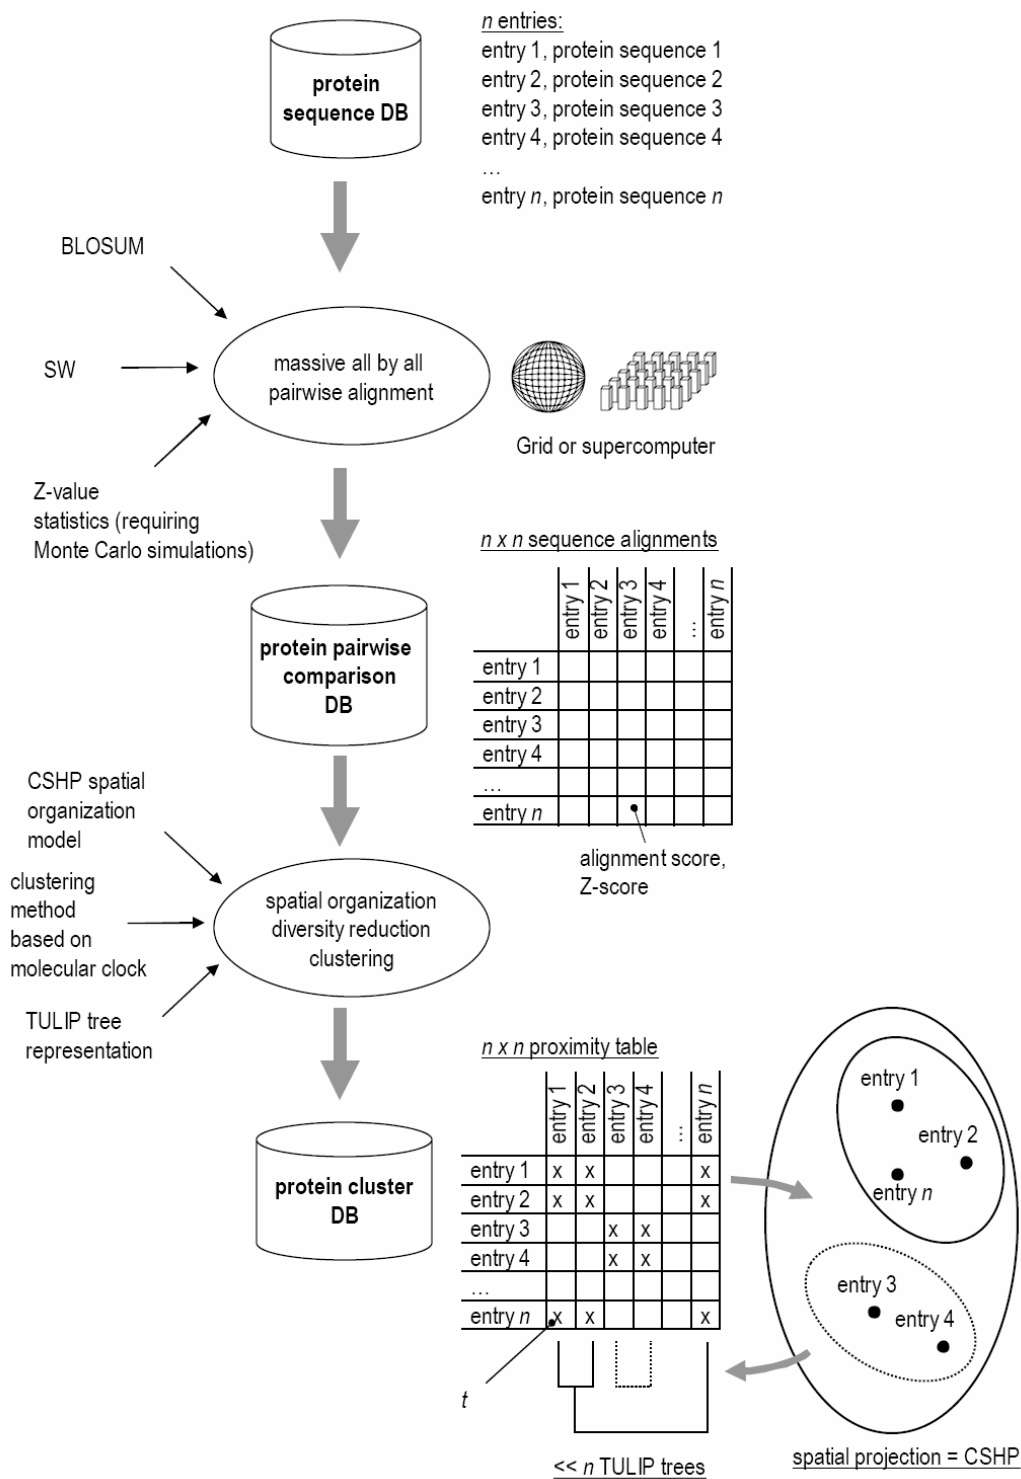 n entries:
entry 1, protein sequence 1
entry 2, protein sequence 2
entry 3, protein sequence 3
entry 4, protein sequence 4
...
entry n, protein sequence n
protein
sequence DB
BLOSUM
SW
massive all by all
pairwise alignment
Grid or supercomputer
Z-value
statistics (requiring
Monte Carlo simulations)
n x n sequence alignments
entry 1
entry 2
entry 3
entry 4
...
entry n
protein pairwise
comparison
DB
entry 1
entry 2
entry 3
entry 4
...
entry n
alignment score,
Z-score
CSHP spatial
organization
model
clustering
method
based on
molecular clock
TULIP tree
representation
spatial organization
diversity reduction
clustering
n x n proximity table
entry 1
entry 2
entry 3
entry 4
...
entry n
protein cluster
DB
entry 1 x x x
entry 2 x x x
entry 3 x x
entry 4 x x
...
entry n x x x
t
<< n TULIP trees
entry 1
entry 2
entry n
entry 3
entry 4
spatial projection = CSHP